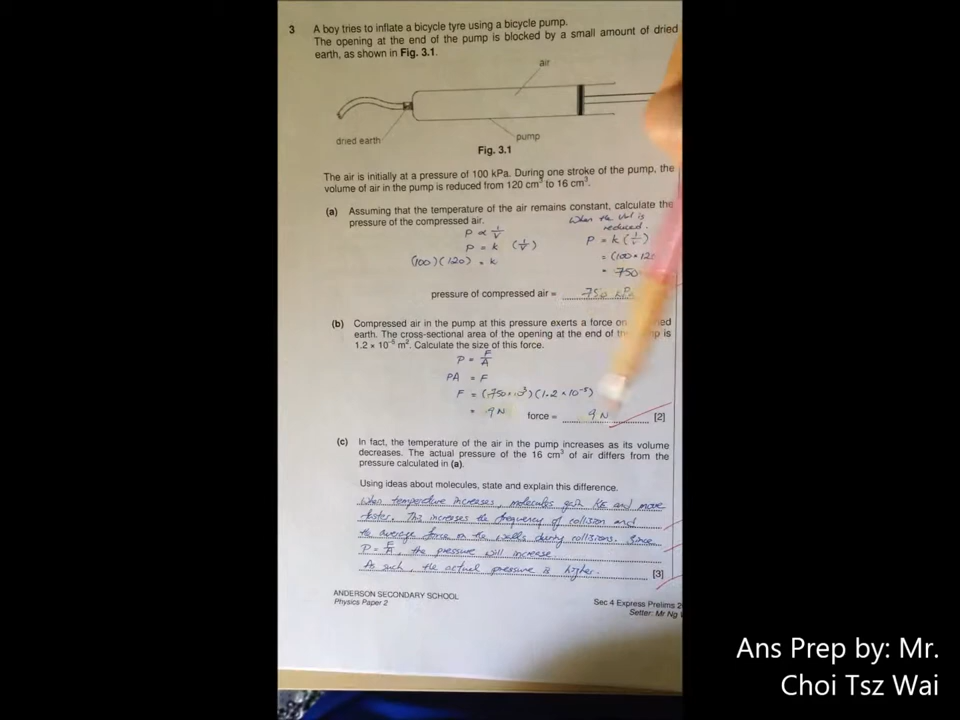 3 A boy tries to inflate a bicycle tyre using a bicycle pump.
The opening at the end of the pump is blocked by a small amount of dried
earth, as shown in Fig. 3.1.
air
dried earth
pump
Fig. 3.1
The air is initially at a pressure of 100 kPa. During one stroke of the pump, the
volume of air in the pump is reduced from 120 cm³ to 16 cm³.
(a) Assuming that the temperature of the air remains constant, calculate the
pressure of the compressed air.
P ∝ 1/V
P = k (1/V)
(100)(120) = k
When the vol is
reduced.
P = k (1/V)
= (100 × 12
= 750
pressure of compressed air = 750 kPa
(b) Compressed air in the pump at this pressure exerts a force on
earth. The cross-sectional area of the opening at the end of the is
1.2 × 10⁻⁵ m². Calculate the size of this force.
P = F/A
PA = F
F = (750 × 10³)(1.2 × 10⁻⁵)
= 9 N
force = 9 N [2]
(c) In fact, the temperature of the air in the pump increases as its volume
decreases. The actual pressure of the 16 cm³ of air differs from the
pressure calculated in (a).
Using ideas about molecules, state and explain this difference.
When temperature increases, molecules gain KE and move
faster. This increases the frequency of collision and
the average force on the walls during collisions. Since
P = F/A, the pressure will increase
As such, the actual pressure is higher. [3]
ANDERSON SECONDARY SCHOOL
Physics Paper 2
Sec 4 Express Prelims 2
Setter: Mr Ng
Ans Prep by: Mr.
Choi Tsz Wai